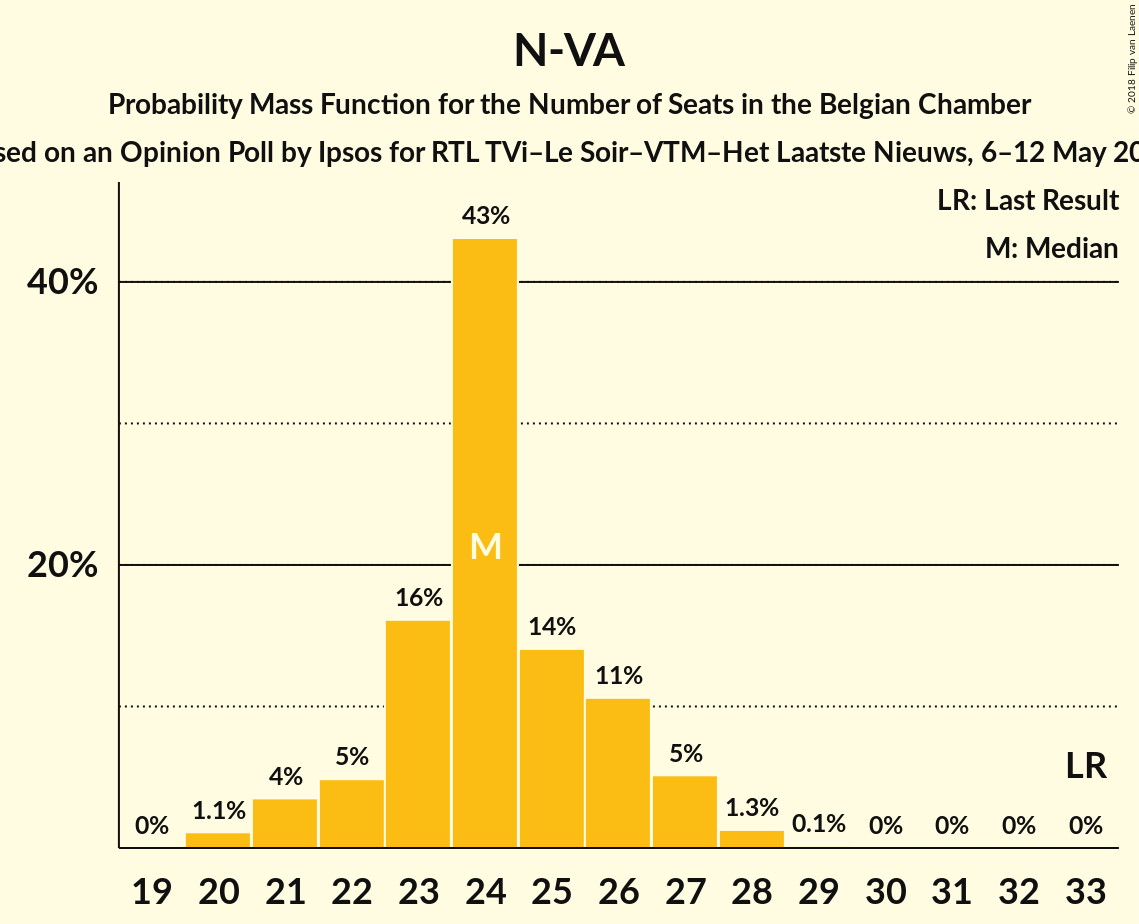 N-VA
Probability Mass Function for the Number of Seats in the Belgian Chamber
on an Opinion Poll by Ipsos for RTL TVi–Le Soir–VTM–Het Laatste Nieuws, 6–12 May
© 2018 Filip van Laenen
LR: Last Result
M: Median
40%
20%
0%
1.1%
4%
5%
16%
43%
M
14%
11%
5%
1.3%
0.1%
0%
0%
0%
0%
LR
19 20 21 22 23 24 25 26 27 28 29 30 31 32 33